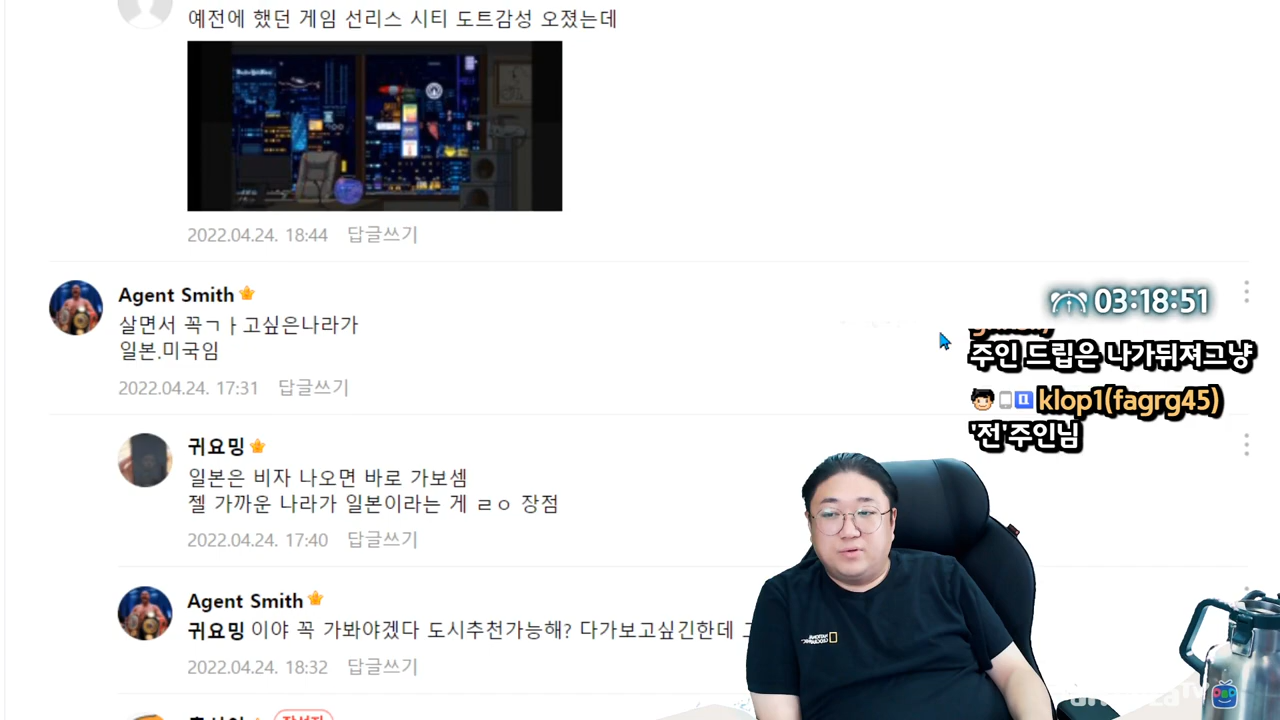 예전에 했던 게임 선리스 시티 도트감성 오졌는데
2022.04.24. 18:44 답글쓰기
Agent Smith
살면서 꼭ㄱㅏ고싶은나라가
일본.미국임
2022.04.24. 17:31 답글쓰기
03:18:51
주인 드립은 나가뒤져그냥
klop1(fagrg45)
'전'주인님
귀요밍
일본은 비자 나오면 바로 가보셈
젤 가까운 나라가 일본이라는 게 ㄹㅇ 장점
2022.04.24. 17:40 답글쓰기
Agent Smith
귀요밍 이야 꼭 가봐야겠다 도시추천가능해? 다가보고싶긴한데
2022.04.24. 18:32 답글쓰기
작성자